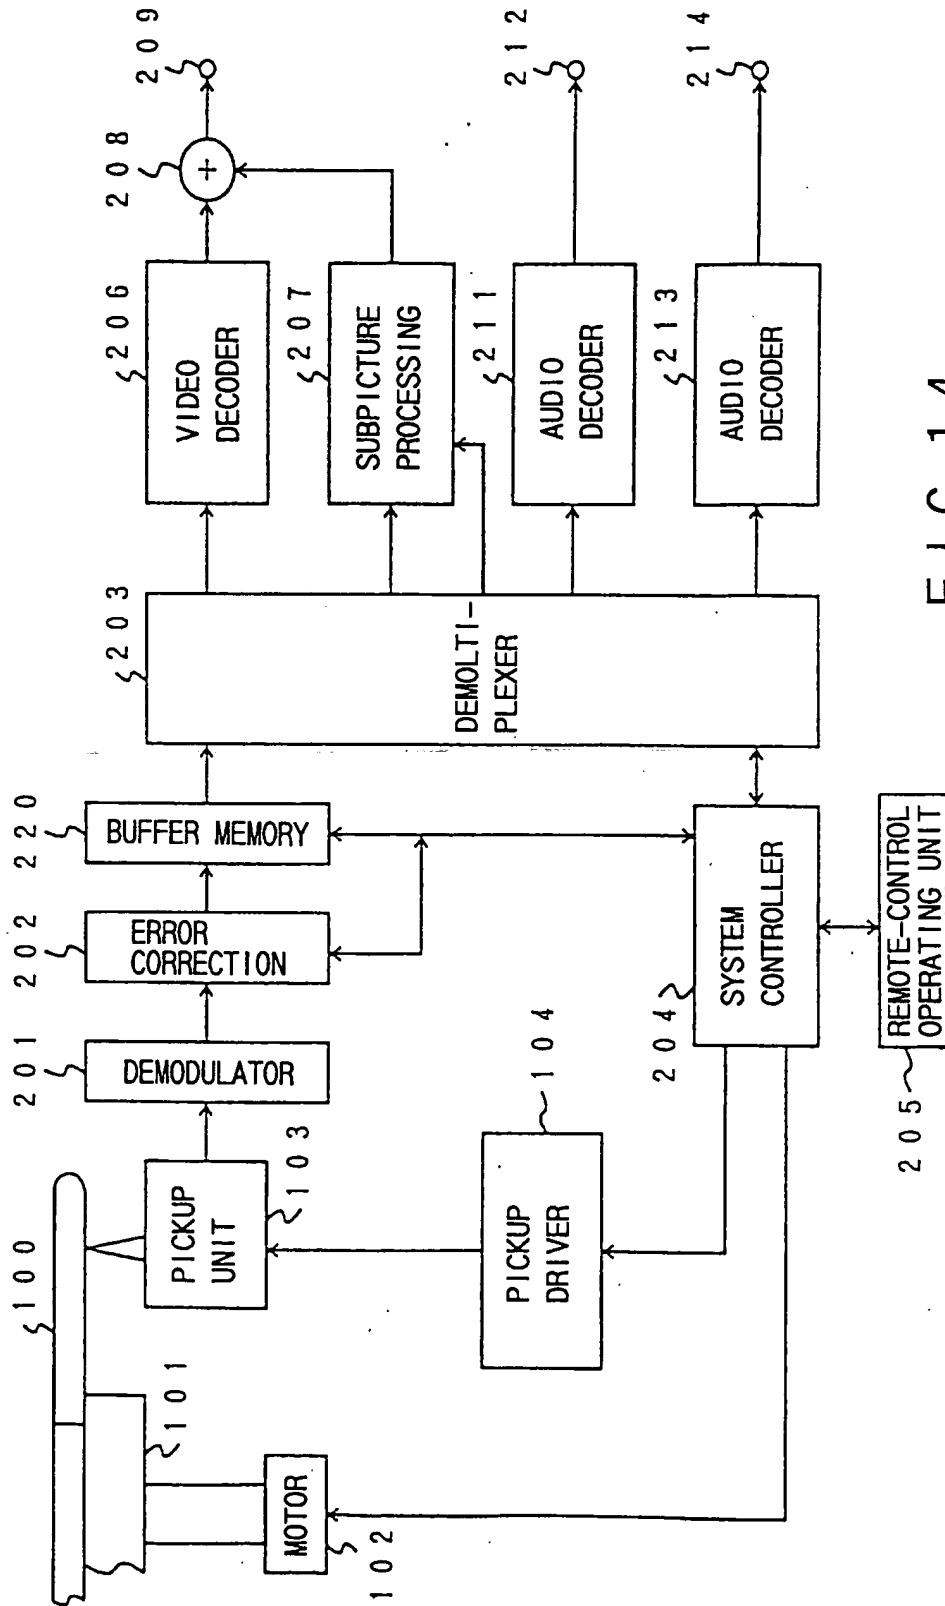 100
101
MOTOR
102
PICKUP
UNIT
103
PICKUP
DRIVER
104
201
DEMODULATOR
202
ERROR
CORRECTION
220
BUFFER MEMORY
203
DEMOLTI-
PLEXER
204
SYSTEM
CONTROLLER
205
REMOTE-CONTROL
OPERATING UNIT
206
VIDEO
DECODER
207
SUBPICTURE
PROCESSING
208
+
209
211
AUDIO
DECODER
212
213
AUDIO
DECODER
214
FIG. 14